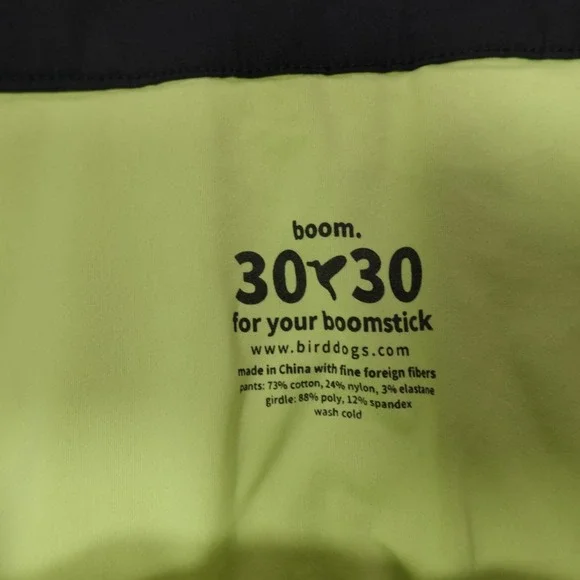 boom.
30 30
for your boomstick
www.birddogs.com
made in China with fine foreign fibers
pants: 73% cotton, 24% nylon, 3% elastane
girdle: 88% poly, 12% spandex
wash cold